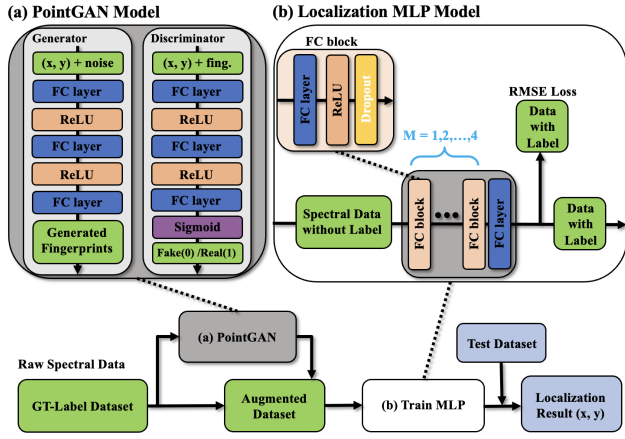 (a) PointGAN Model
Generator
(x, y) + noise
FC layer
ReLU
FC layer
ReLU
FC layer
Generated
Fingerprints
Discriminator
(x, y) + fing.
FC layer
ReLU
FC layer
ReLU
FC layer
Sigmoid
Fake(0) /Real(1)
(b) Localization MLP Model
FC block
FC layer
ReLU
Dropout
M = 1,2,…,4
RMSE Loss
Data
with
Label
Spectral Data
without Label
FC block
FC block
FC layer
Data
with
Label
(a) PointGAN
Raw Spectral Data
GT-Label Dataset
Augmented
Dataset
(b) Train MLP
Test Dataset
Localization
Result (x, y)